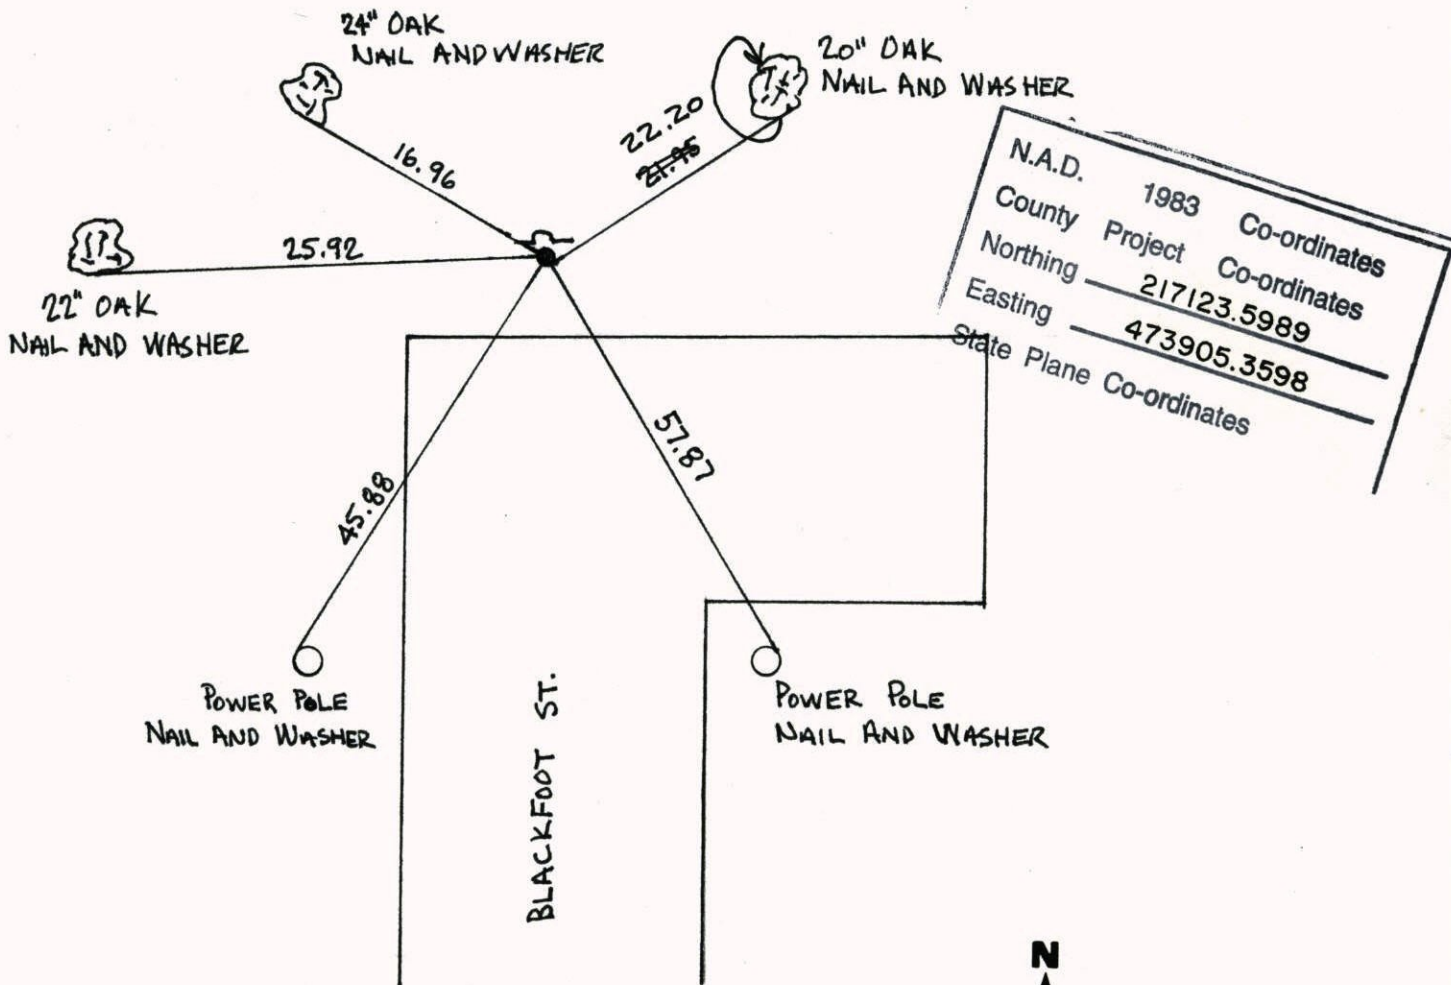 24" OAK
NAIL AND WASHER
20" OAK
NAIL AND WASHER
22.20
21.95
16.96
25.92
22" OAK
NAIL AND WASHER
N.A.D. 1983 Co-ordinates
County Project Co-ordinates
Northing 217123.5989
Easting 473905.3598
State Plane Co-ordinates
45.88
57.87
POWER POLE
NAIL AND WASHER
POWER POLE
NAIL AND WASHER
BLACKFOOT ST.
N